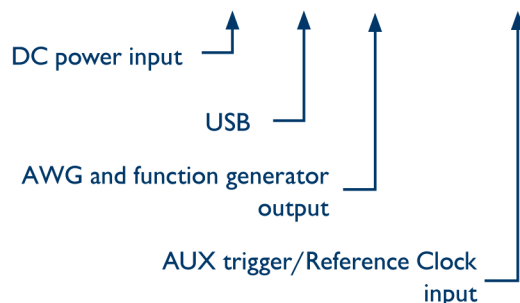 DC power input
USB
AWG and function generator
output
AUX trigger/Reference Clock
input